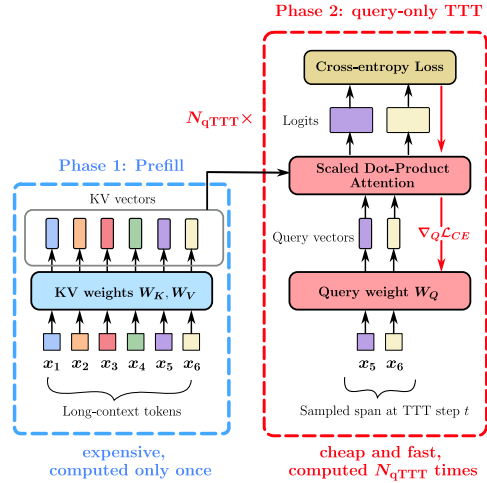 Phase 2: query-only TTT
Cross-entropy Loss
N_qTTT ×
Logits
Scaled Dot-Product
Attention
Phase 1: Prefill
KV vectors
Query vectors
∇_Q ℒ_CE
KV weights W_K, W_V
Query weight W_Q
x_1 x_2 x_3 x_4 x_5 x_6
x_5 x_6
Long-context tokens
Sampled span at TTT step t
expensive,
computed only once
cheap and fast,
computed N_qTTT times